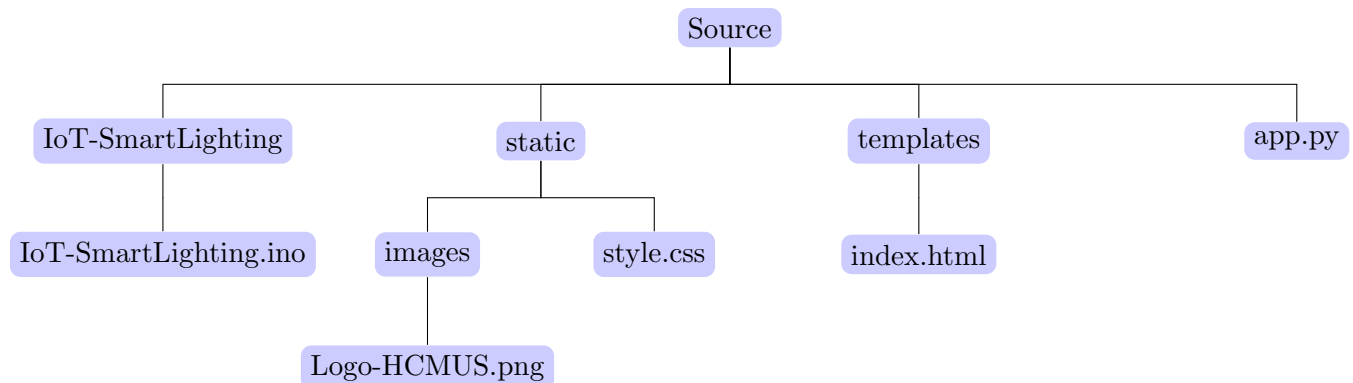 Source
IoT-SmartLighting
static
templates
app.py
IoT-SmartLighting.ino
images
style.css
index.html
Logo-HCMUS.png